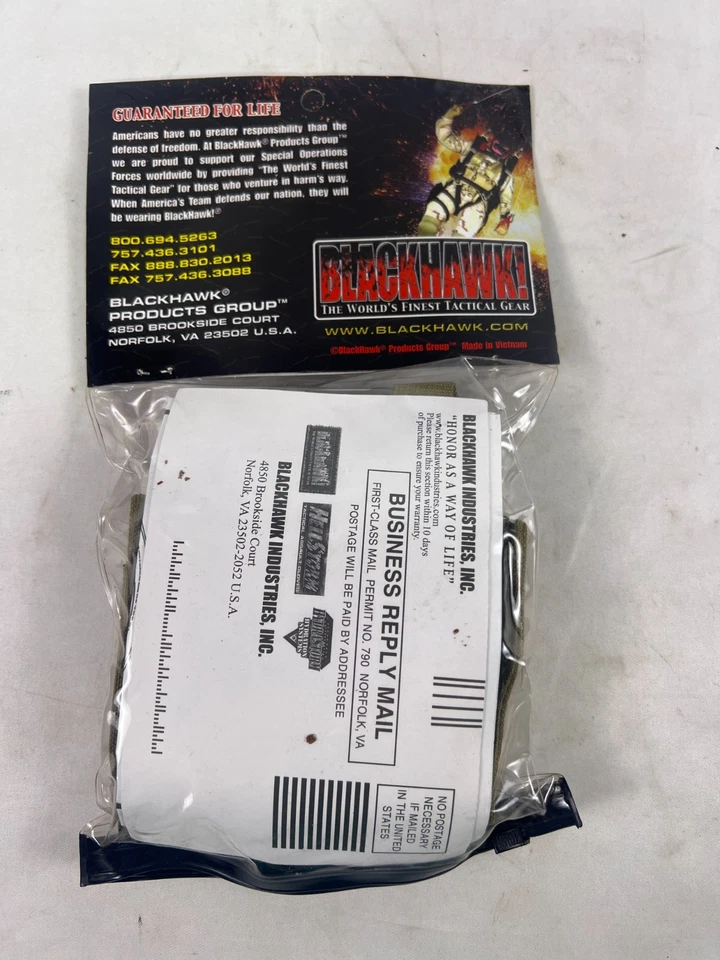 GUARANTEED FOR LIFE
Americans have no greater responsibility than the
defense of freedom. At BlackHawk® Products Group™
we are proud to support our Special Operations
Forces worldwide by providing "The World's Finest
Tactical Gear" for those who venture in harm's way.
When America's Team defends our nation, they will
be wearing BlackHawk!®
800.694.5263
757.436.3101
FAX 888.830.2013
FAX 757.436.3088
BLACKHAWK®
PRODUCTS GROUP™
4850 BROOKSIDE COURT
NORFOLK, VA 23502 U.S.A.
BLACKHAWK!
THE WORLD'S FINEST TACTICAL GEAR
WWW.BLACKHAWK.COM
©BlackHawk® Products Group™ Made in Vietnam
BLACKHAWK INDUSTRIES, INC.
"HONOR AS A WAY OF LIFE"
www.blackhawkindustries.com
Please return this section within 10 days
of purchase to ensure your warranty.
BUSINESS REPLY MAIL
FIRST-CLASS MAIL PERMIT NO. 790 NORFOLK, VA
POSTAGE WILL BE PAID BY ADDRESSEE
NO POSTAGE
NECESSARY
IF MAILED
IN THE UNITED
STATES
BLACKHAWK
HELLSTORM
HYDRASTORM
HYDRATION
SYSTEMS
BLACKHAWK INDUSTRIES, INC.
4850 Brookside Court
Norfolk, VA 23502-2052 U.S.A.